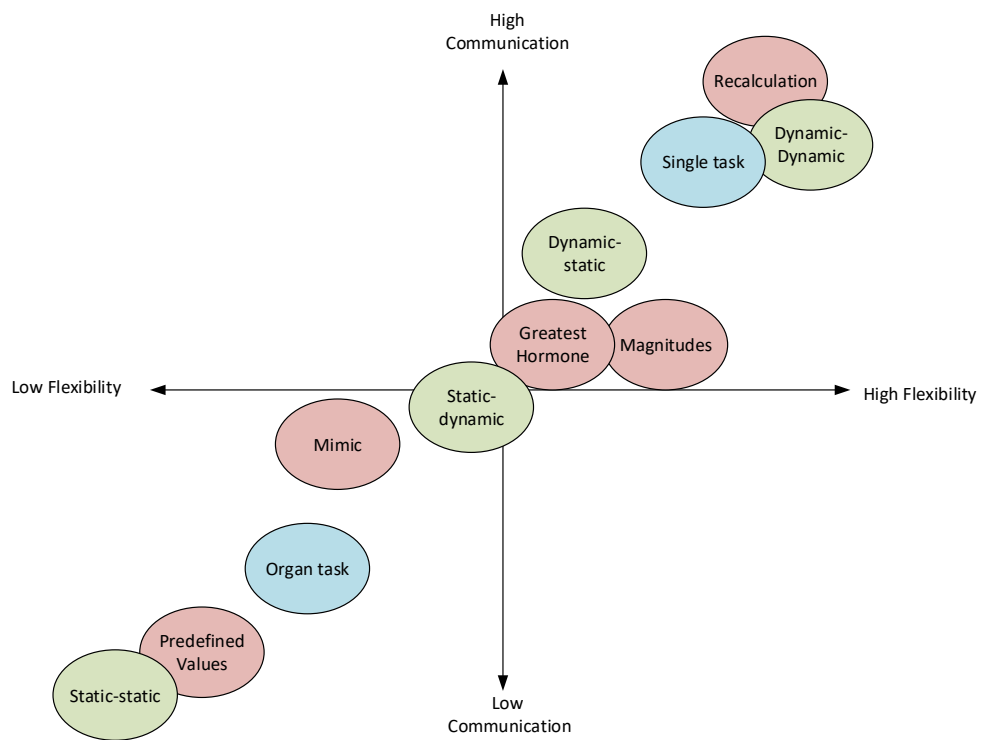 High
Communication
Recalculation
Dynamic-
Dynamic
Single task
Dynamic-
static
Greatest
Hormone
Magnitudes
Low Flexibility
High Flexibility
Static-
dynamic
Mimic
Organ task
Predefined
Values
Static-static
Low
Communication